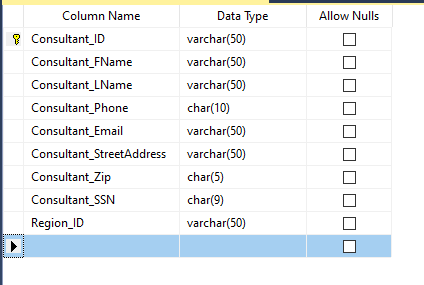 Column Name Data Type Allow Nulls
Consultant_ID varchar(50)
Consultant_FName varchar(50)
Consultant_LName varchar(50)
Consultant_Phone char(10)
Consultant_Email varchar(50)
Consultant_StreetAddress varchar(50)
Consultant_Zip char(5)
Consultant_SSN char(9)
Region_ID varchar(50)